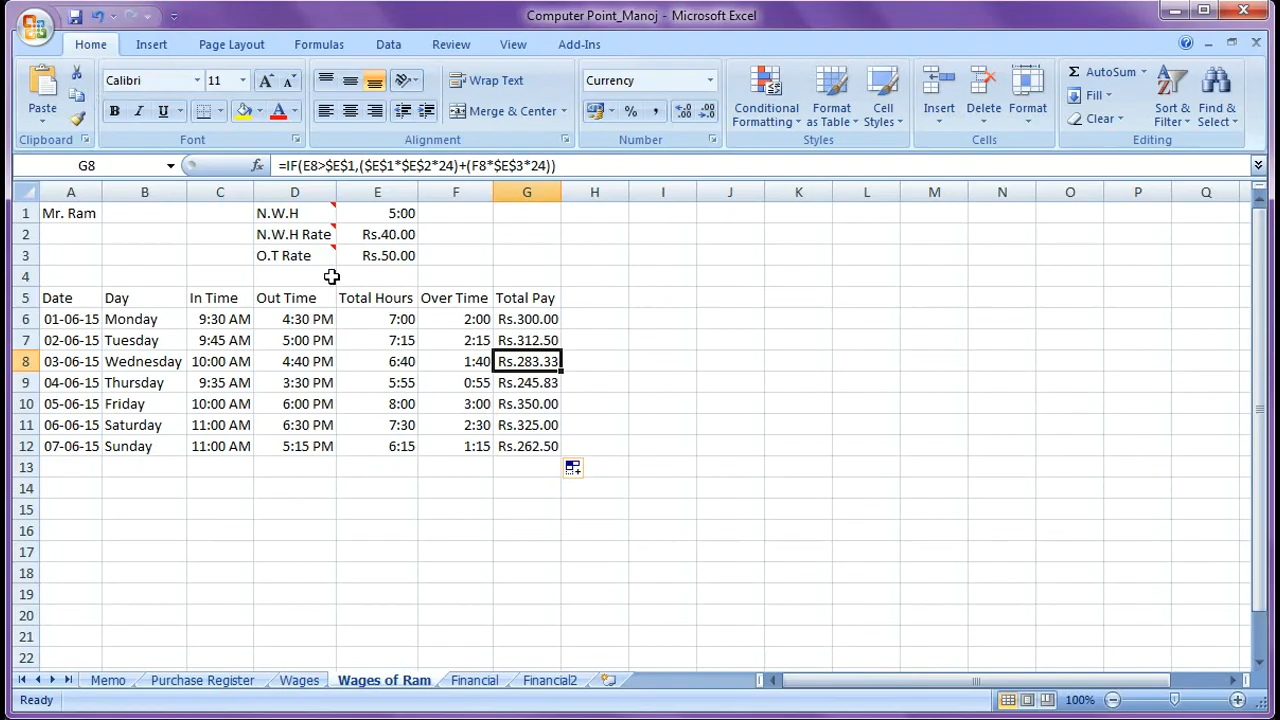 Computer Point_Manoj - Microsoft Excel
Home Insert Page Layout Formulas Data Review View Add-Ins
Paste Calibri 11 A A Wrap Text Currency Conditional Formatting Format as Table Cell Styles Insert Delete Format AutoSum Fill Clear Sort & Filter Find & Select
B I U A Merge & Center % , .00 .00
Clipboard Font Alignment Number Styles Cells Editing
G8 fx =IF(E8>$E$1,($E$1*$E$2*24)+(F8*$E$3*24))
A B C D E F G H I J K L M N O P Q
1 Mr. Ram N.W.H 5:00
2 N.W.H Rate Rs.40.00
3 O.T Rate Rs.50.00
4
5 Date Day In Time Out Time Total Hours Over Time Total Pay
6 01-06-15 Monday 9:30 AM 4:30 PM 7:00 2:00 Rs.300.00
7 02-06-15 Tuesday 9:45 AM 5:00 PM 7:15 2:15 Rs.312.50
8 03-06-15 Wednesday 10:00 AM 4:40 PM 6:40 1:40 Rs.283.33
9 04-06-15 Thursday 9:35 AM 3:30 PM 5:55 0:55 Rs.245.83
10 05-06-15 Friday 10:00 AM 6:00 PM 8:00 3:00 Rs.350.00
11 06-06-15 Saturday 11:00 AM 6:30 PM 7:30 2:30 Rs.325.00
12 07-06-15 Sunday 11:00 AM 5:15 PM 6:15 1:15 Rs.262.50
13
14
15
16
17
18
19
20
21
22
Memo Purchase Register Wages Wages of Ram Financial Financial2
Ready 100%